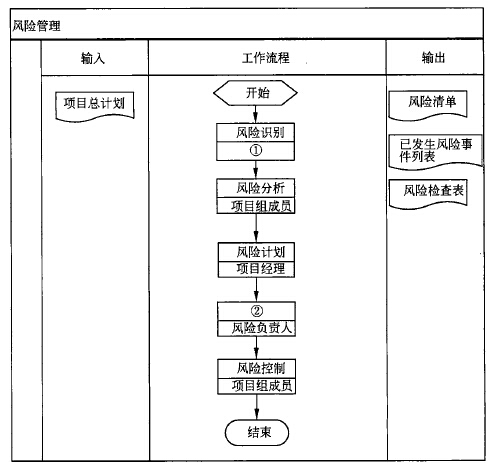 风险管理
输入
工作流程
输出
项目总计划
开始
风险清单
风险识别
①
已发生风险事
件列表
风险分析
项目组成员
风险检查表
风险计划
项目经理
②
风险负责人
风险控制
项目组成员
结束